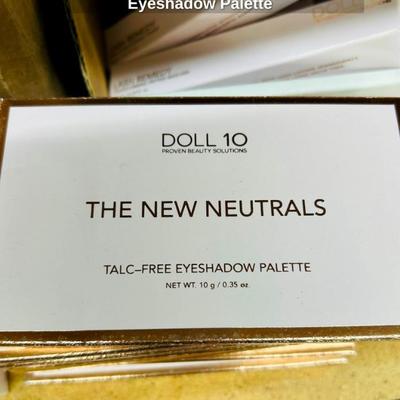 Eyeshadow Palette
DOLL 10
PROVEN BEAUTY SOLUTIONS
THE NEW NEUTRALS
TALC–FREE EYESHADOW PALETTE
NET WT. 10 g / 0.35 oz.